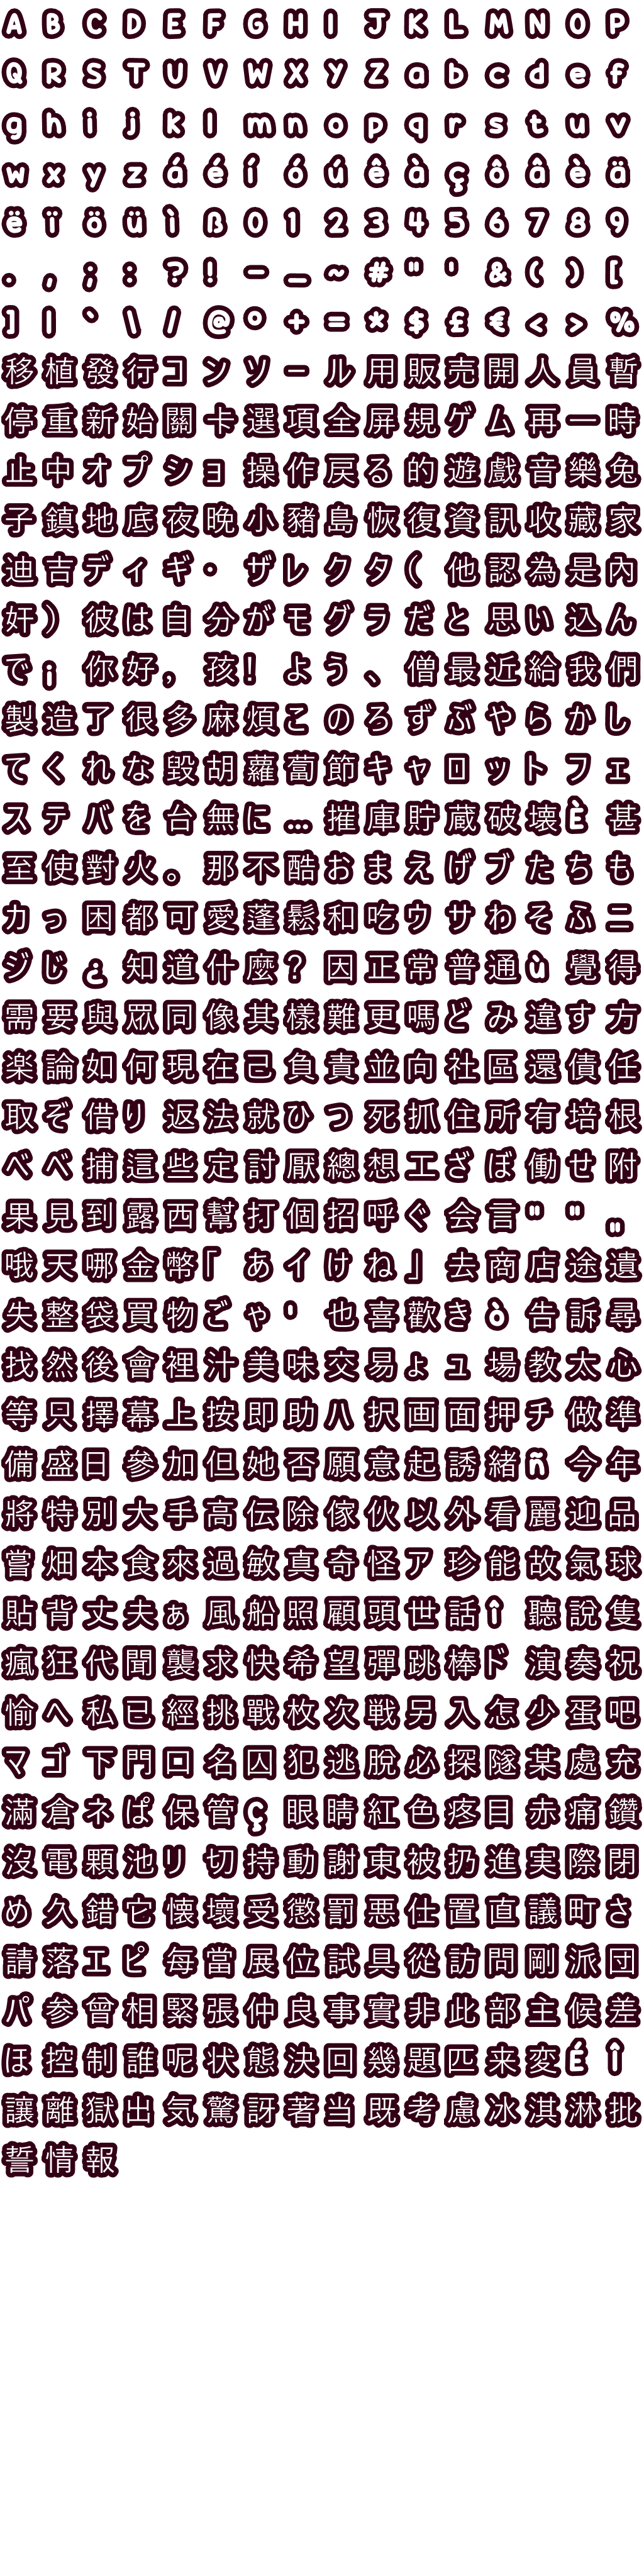 A B C D E F G H I J K L M N O P
Q R S T U V W X Y Z a b c d e f
g h i j k l m n o p q r s t u v
w x y z á é í ó ú ê à ç ô â è ä
ë ï ö ü ì ß 0 1 2 3 4 5 6 7 8 9
. , ; : ? ! - _ ~ # " ' & ( ) [
] | ` \ / @ º + = * $ £ € < > %
移 植 發 行 コ ン ソ ー ル 用 販 売 開 人 員 暫
停 重 新 始 關 卡 選 項 全 屏 規 ゲ ム 再 一 時
止 中 オ プ シ ョ 操 作 戻 る 的 遊 戲 音 樂 兔
子 鎮 地 底 夜 晚 小 豬 島 恢 復 資 訊 收 藏 家
迪 吉 デ ィ ギ ・ ザ レ ク タ ( 他 認 為 是 內
奸 ) 彼 は 自 分 が モ グ ラ だ と 思 い 込 ん
で ¡ 你 好 , 孩 ! よ う 、 僧 最 近 給 我 們
製 造 了 很 多 麻 煩 こ の ろ ず ぶ や ら か し
て く れ な 毀 胡 蘿 蔔 節 キ ャ ロ ッ ト フ ェ
ス テ バ を 台 無 に … 摧 庫 貯 蔵 破 壊 È 甚
至 使 對 火 。 那 不 酷 お ま え げ ブ た ち も
カ っ 困 都 可 愛 蓬 鬆 和 吃 ウ サ わ そ ふ ニ
ジ じ ¿ 知 道 什 麼 ? 因 正 常 普 通 ù 覺 得
需 要 與 眾 同 像 其 樣 難 更 嗎 ど み 違 す 方
楽 論 如 何 現 在 己 負 責 並 向 社 區 還 債 任
取 ぞ 借 り 返 法 就 ひ つ 死 抓 住 所 有 培 根
ベ べ 捕 這 些 定 討 厭 總 想 工 ざ ぼ 働 せ 附
果 見 到 露 西 幫 打 個 招 呼 ぐ 会 言 “ ” „
哦 天 哪 金 幣 「 あ イ け ね 」 去 商 店 途 遺
失 整 袋 買 物 ご ゃ ' 也 喜 歡 き ò 告 訴 尋
找 然 後 會 裡 汁 美 味 交 易 ょ ュ 場 教 太 心
等 只 擇 幕 上 按 即 助 ハ 択 画 面 押 チ 做 準
備 盛 日 參 加 但 她 否 願 意 起 誘 緒 ñ 今 年
將 特 別 大 手 高 伝 除 傢 伙 以 外 看 麗 迎 品
嘗 畑 本 食 來 過 敏 真 奇 怪 ア 珍 能 故 氣 球
貼 背 丈 夫 ぁ 風 船 照 顧 頭 世 話 î 聽 說 隻
瘋 狂 代 聞 襲 求 快 希 望 彈 跳 棒 ド 演 奏 祝
愉 へ 私 已 經 挑 戰 枚 次 戦 另 入 怎 少 蛋 吧
マ ゴ 下 門 口 名 囚 犯 逃 脫 必 探 隧 某 處 充
滿 倉 ネ ぱ 保 管 Ç 眼 睛 紅 色 疼 目 赤 痛 鑽
沒 電 顆 池 リ 切 持 動 謝 東 被 扔 進 実 際 閉
め 久 錯 它 懐 壞 受 懲 罰 悪 仕 置 直 議 町 さ
請 落 エ ピ 每 當 展 位 試 具 從 訪 問 剛 派 団
パ 参 曾 相 緊 張 仲 良 事 實 非 此 部 主 候 差
ほ 控 制 誰 呢 状 態 決 回 幾 題 匹 来 変 É Î
讓 離 獄 出 気 驚 訝 著 当 既 考 慮 冰 淇 淋 批
誓 情 報